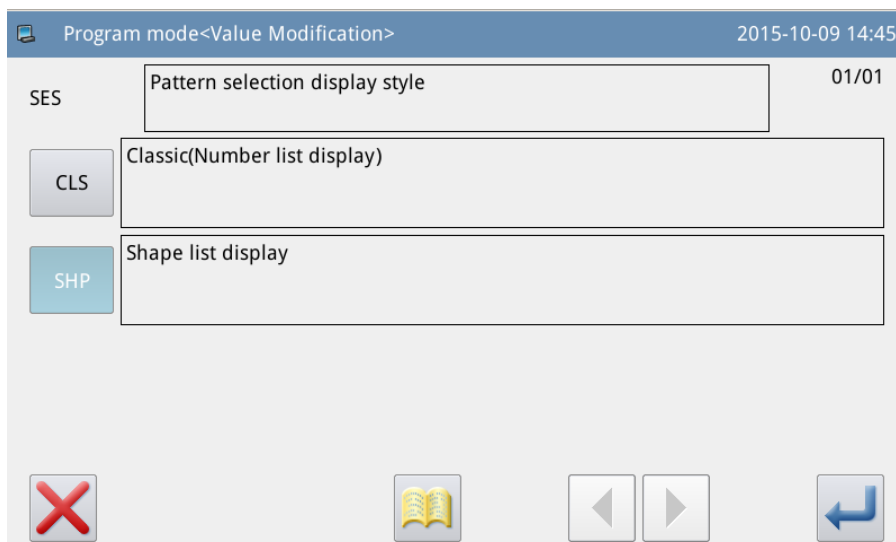 Program mode<Value Modification>
2015-10-09 14:45
SES
Pattern selection display style
01/01
CLS
Classic(Number list display)
SHP
Shape list display